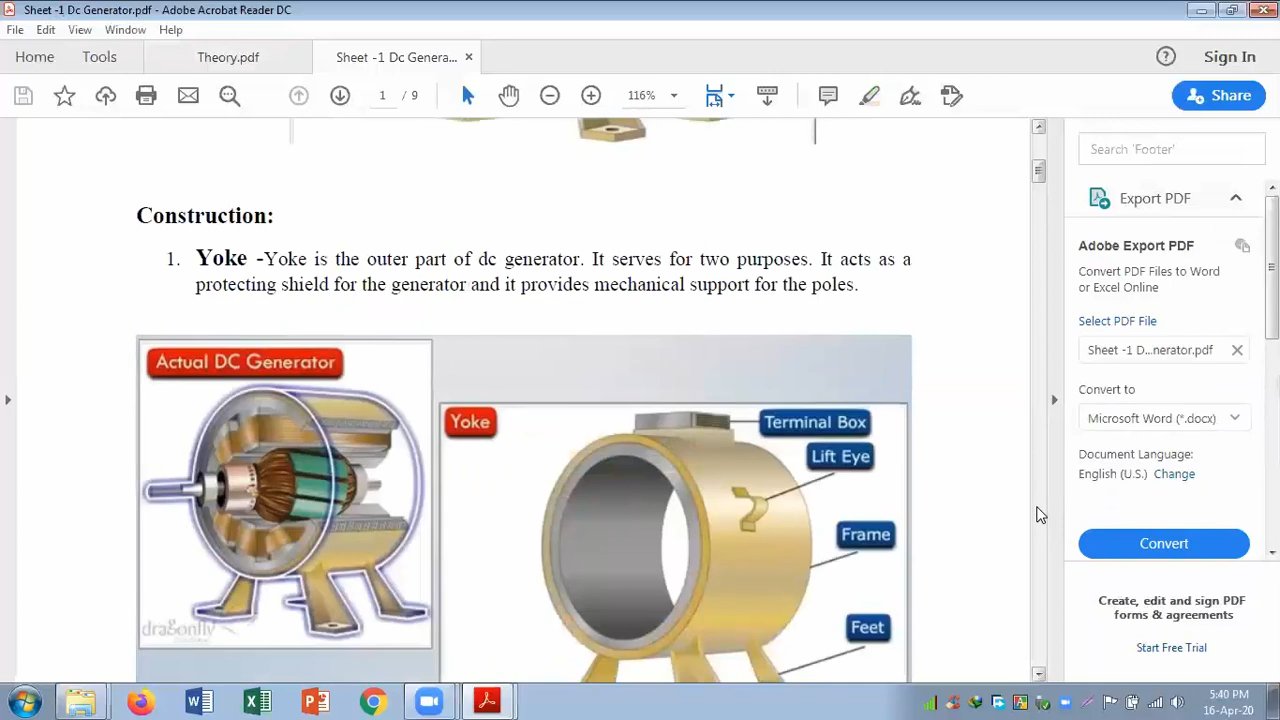 Sheet -1 Dc Generator.pdf - Adobe Acrobat Reader DC
File Edit View Window Help
Home Tools Theory.pdf Sheet -1 Dc Genera... × Sign In
1 / 9 116% Share
Search 'Footer'
Export PDF
Adobe Export PDF
Convert PDF Files to Word
or Excel Online
Select PDF File
Sheet -1 D...nerator.pdf
Convert to
Microsoft Word (*.docx)
Document Language:
English (U.S.) Change
Convert
Create, edit and sign PDF
forms & agreements
Start Free Trial
Construction:
1. Yoke -Yoke is the outer part of dc generator. It serves for two purposes. It acts as a
protecting shield for the generator and it provides mechanical support for the poles.
Actual DC Generator
dragonfly
Yoke
Terminal Box
Lift Eye
Frame
Feet
5:40 PM
16-Apr-20